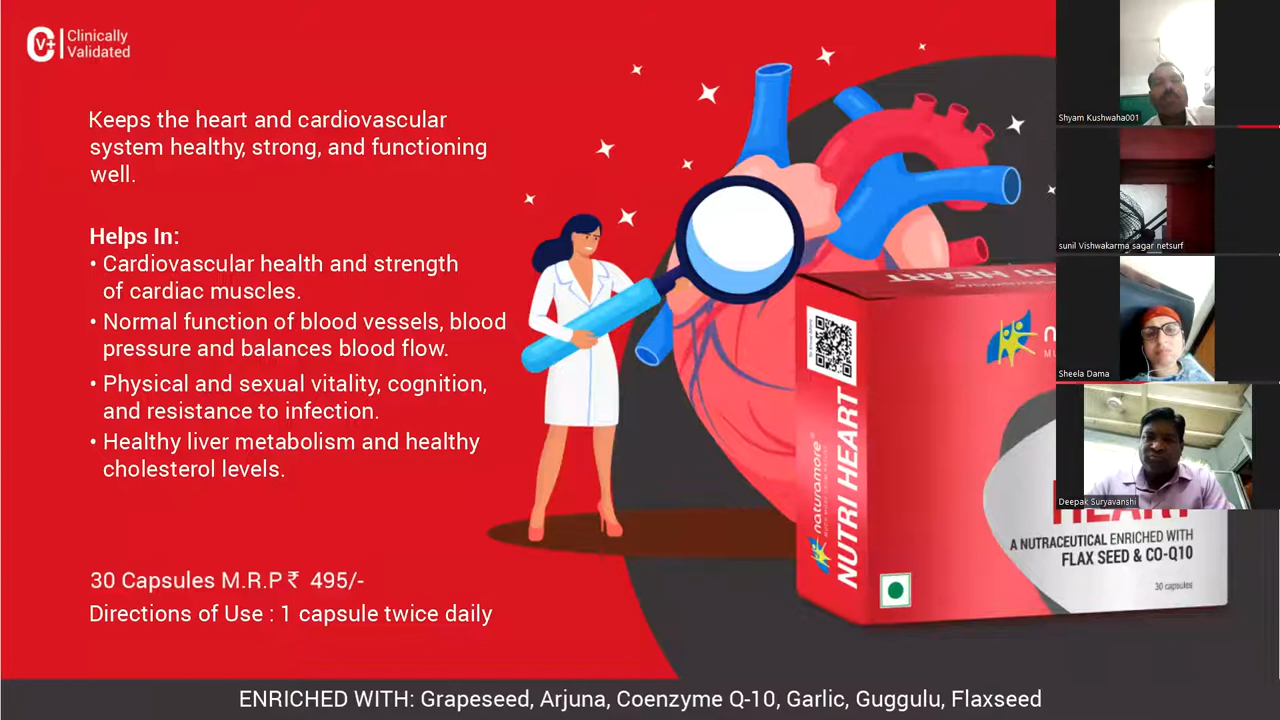 Clinically
Validated
Keeps the heart and cardiovascular
system healthy, strong, and functioning
well.
Helps In:
• Cardiovascular health and strength
of cardiac muscles.
• Normal function of blood vessels, blood
pressure and balances blood flow.
• Physical and sexual vitality, cognition,
and resistance to infection.
• Healthy liver metabolism and healthy
cholesterol levels.
30 Capsules M.R.P ₹ 495/-
Directions of Use : 1 capsule twice daily
ENRICHED WITH: Grapeseed, Arjuna, Coenzyme Q-10, Garlic, Guggulu, Flaxseed
naturamore®
NUTRI HEART
HEART
A NUTRACEUTICAL ENRICHED WITH
FLAX SEED & CO-Q10
30 capsules
Shyam Kushwaha001
sunil Vishwakarma sagar netsurf
Sheela Dama
Deepak Suryavanshi